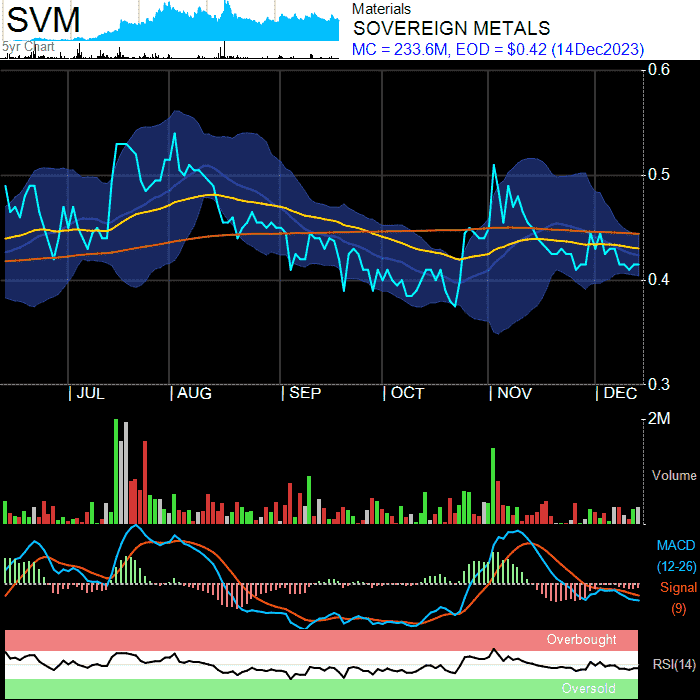 SVM
5yr Chart
Materials
SOVEREIGN METALS
MC = 233.6M, EOD = $0.42 (14Dec2023)
0.6
0.5
0.4
0.3
| JUL | AUG | SEP | OCT | NOV | DEC
2M
Volume
MACD
(12-26)
Signal
(9)
Overbought
RSI(14)
Oversold